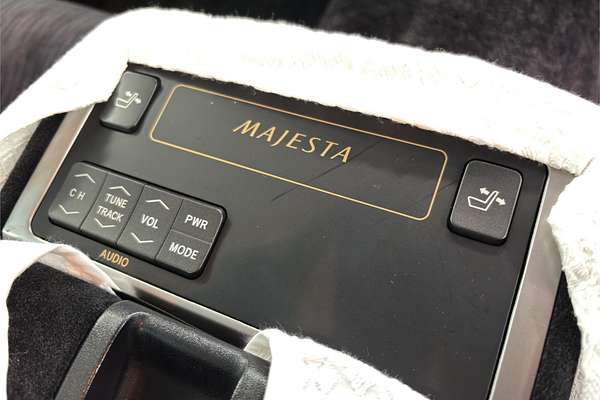 MAJESTA
CH
TUNE
TRACK
VOL
PWR
MODE
AUDIO